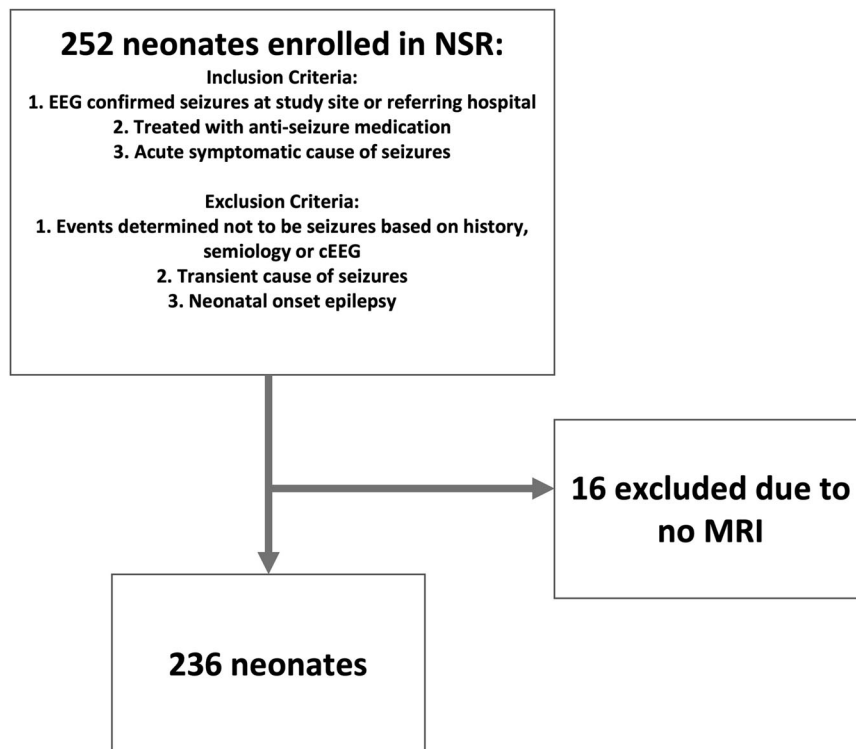 252 neonates enrolled in NSR:
Inclusion Criteria:
1. EEG confirmed seizures at study site or referring hospital
2. Treated with anti-seizure medication
3. Acute symptomatic cause of seizures
Exclusion Criteria:
1. Events determined not to be seizures based on history,
semiology or cEEG
2. Transient cause of seizures
3. Neonatal onset epilepsy
16 excluded due to
no MRI
236 neonates